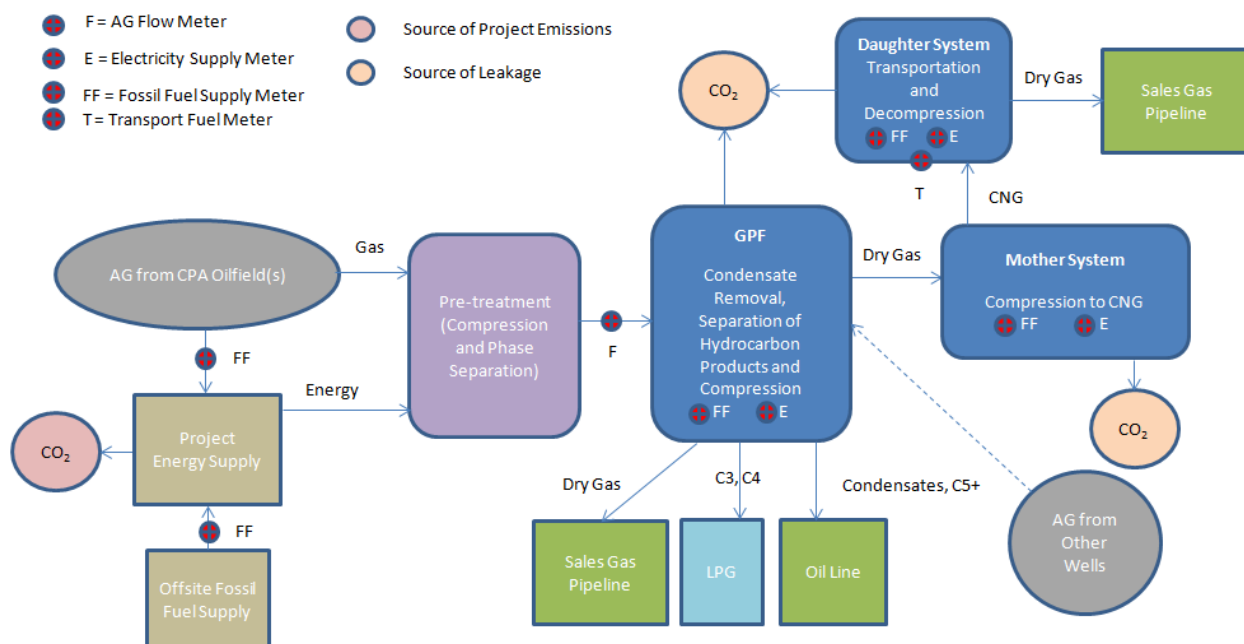 F = AG Flow Meter
E = Electricity Supply Meter
FF = Fossil Fuel Supply Meter
T = Transport Fuel Meter
Source of Project Emissions
Source of Leakage
CO2
Daughter System
Transportation
and
Decompression
FF
E
T
Dry Gas
Sales Gas
Pipeline
CNG
AG from CPA Oilfield(s)
Gas
Pre-treatment
(Compression
and Phase
Separation)
F
GPF
Condensate
Removal,
Separation of
Hydrocarbon
Products and
Compression
FF
E
Dry Gas
Mother System
Compression to CNG
FF
E
CO2
FF
Energy
Project
Energy Supply
CO2
FF
Offsite Fossil
Fuel Supply
Dry Gas
C3, C4
Condensates, C5+
Sales Gas
Pipeline
LPG
Oil Line
AG from
Other
Wells